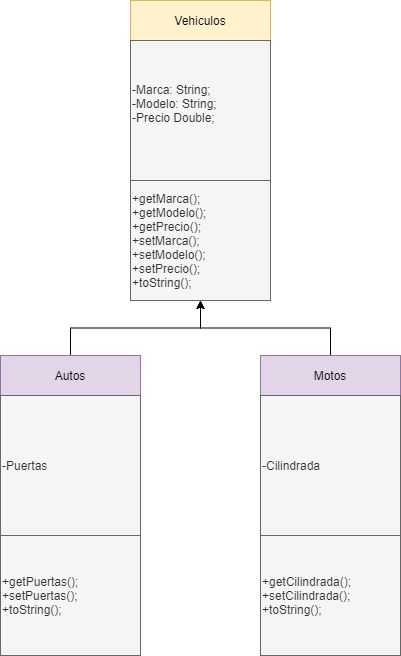 Vehiculos
-Marca: String;
-Modelo: String;
-Precio Double;
+getMarca();
+getModelo();
+getPrecio();
+setMarca();
+setModelo();
+setPrecio();
+toString();
Autos
-Puertas
+getPuertas();
+setPuertas();
+toString();
Motos
-Cilindrada
+getCilindrada();
+setCilindrada();
+toString();